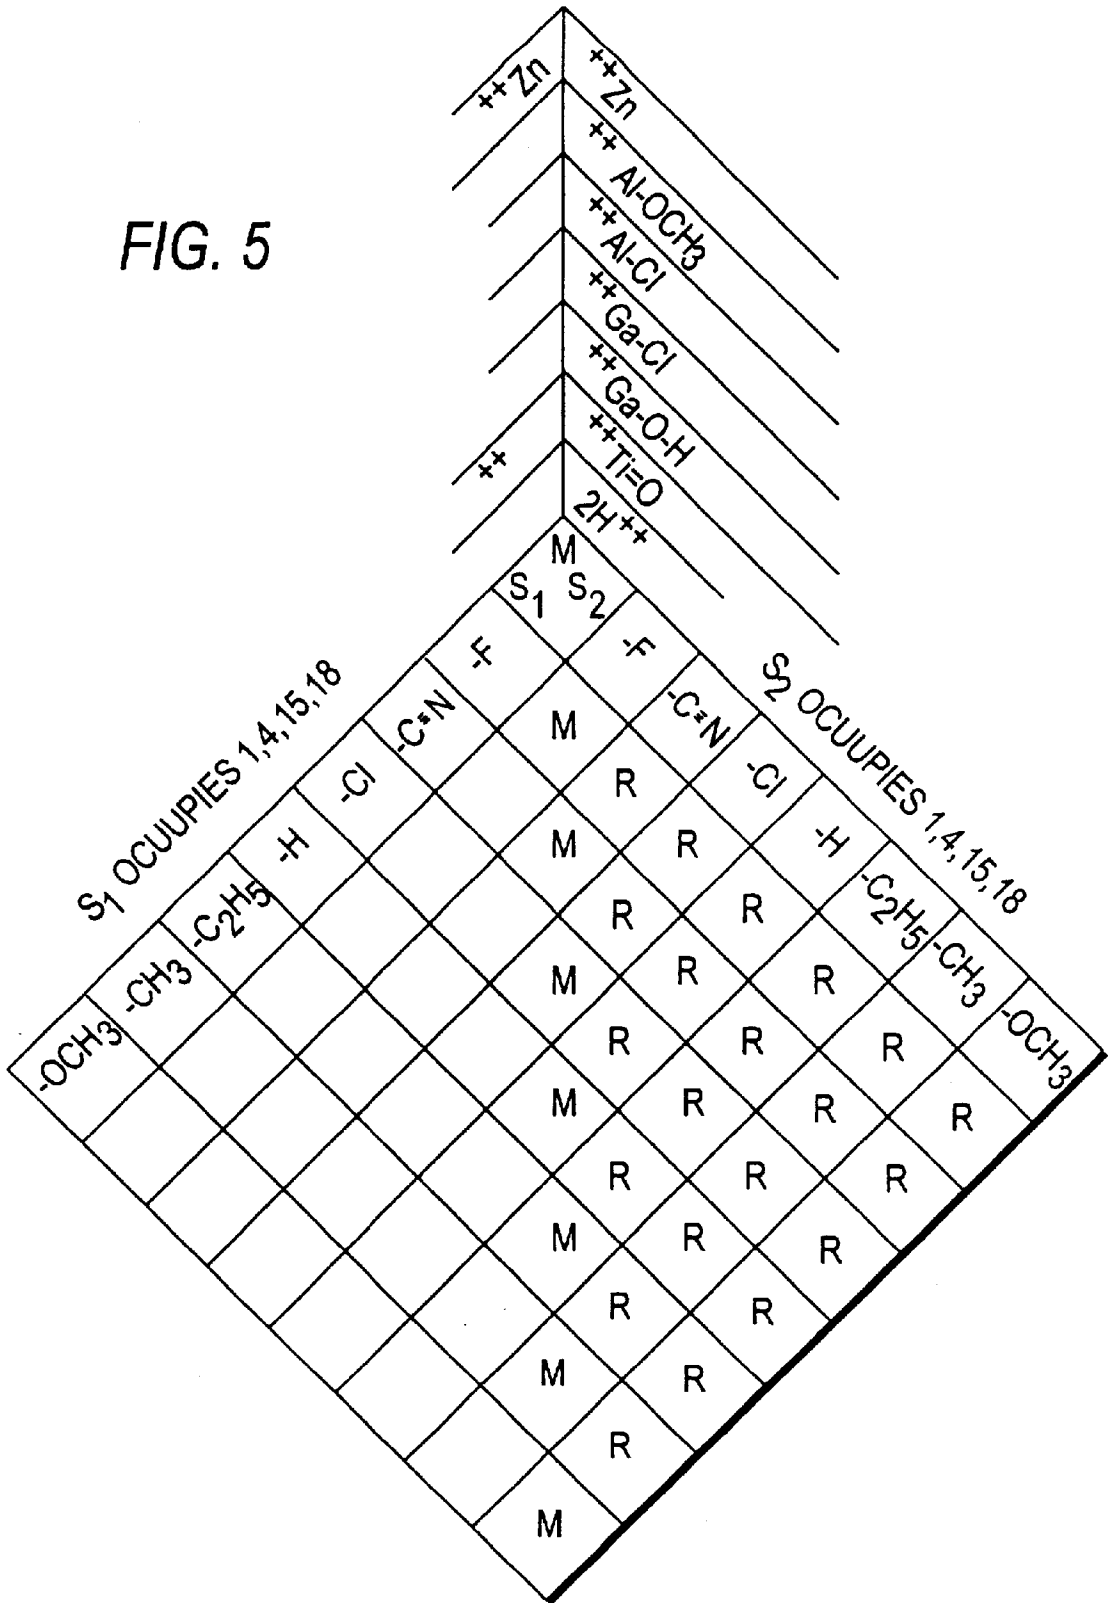 FIG. 5
++Zn
++Zn
++ Al-OCH3
++Al-Cl
++Ga-Cl
++Ga-O-H
++Ti=O
++
2H++
M
S1 S2
S1 OCUUPIES 1,4,15,18
S2 OCUUPIES 1,4,15,18
-F
-C≡N
-Cl
-H
-C2H5
-CH3
-OCH3
-F
-C≡N
-Cl
-H
-C2H5
-CH3
-OCH3
M
R
M R
R R
M R R
R R R
M R R R
R R R
M R R
R R
M R
R
M